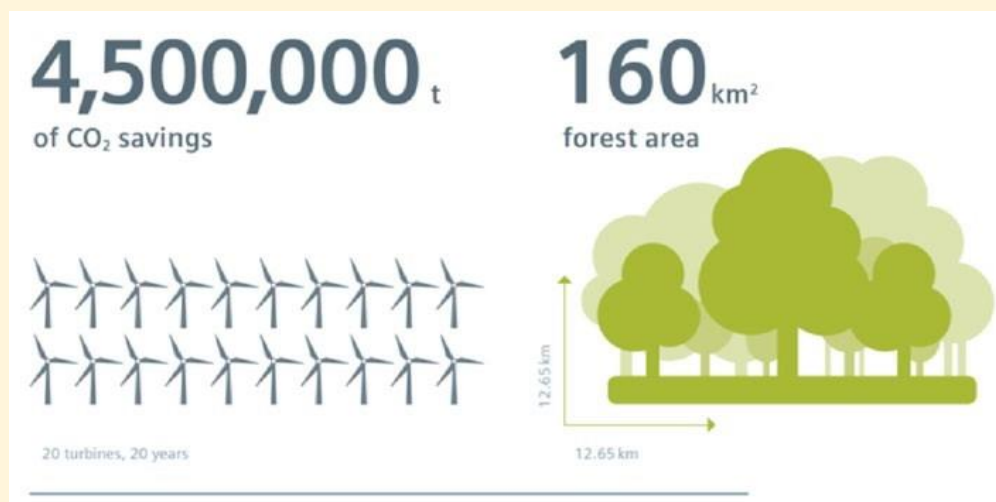 4,500,000 t
of CO₂ savings
160 km²
forest area
12.65 km
20 turbines, 20 years
12.65 km